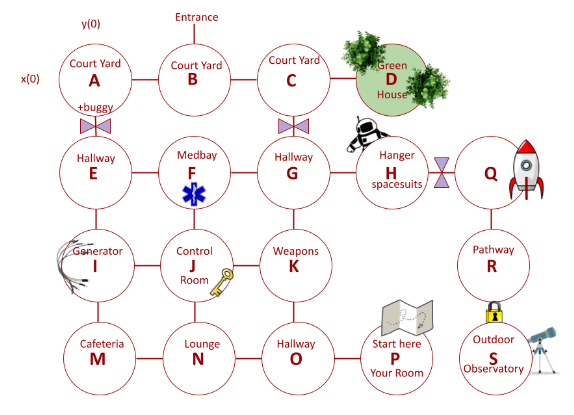 Entrance
y(0)
x(0)
Court Yard
A
+buggy
Court Yard
B
Court Yard
C
Green
D
House
Hallway
E
Medbay
F
Hallway
G
Hanger
H
spacesuits
Q
Generator
I
Control
J
Room
Weapons
K
Pathway
R
Cafeteria
M
Lounge
N
Hallway
O
Start here
P
Your Room
Outdoor
S
Observatory